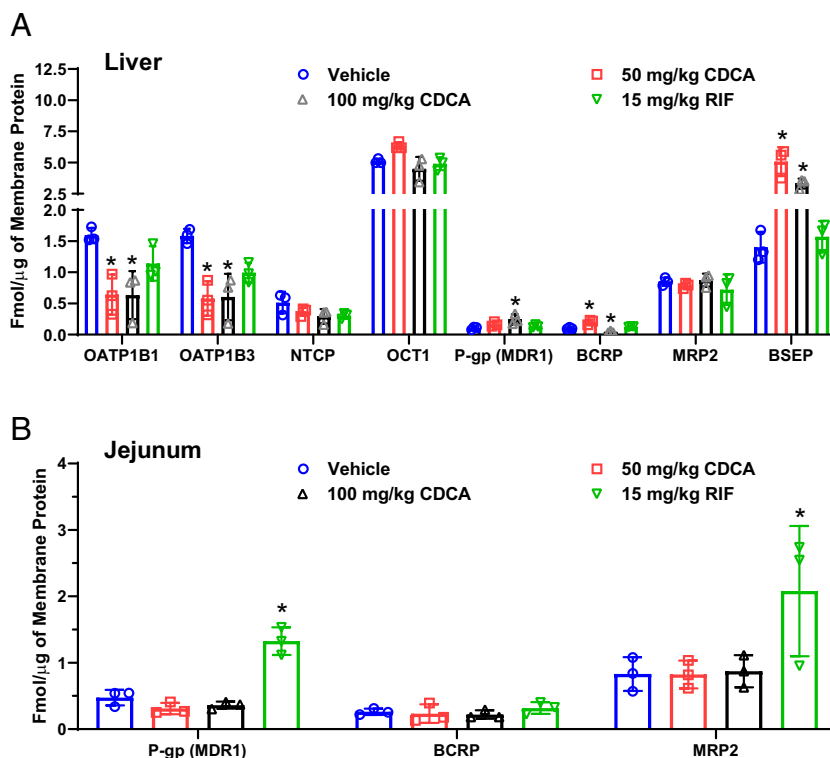 A
Liver
Vehicle
50 mg/kg CDCA
100 mg/kg CDCA
15 mg/kg RIF
Fmol/µg of Membrane Protein
12.5
10.0
7.5
5.0
2.5
2.0
1.5
1.0
0.5
0.0
* * * * * * * * *
OATP1B1 OATP1B3 NTCP OCT1 P-gp (MDR1) BCRP MRP2 BSEP
B
Jejunum
Vehicle
50 mg/kg CDCA
100 mg/kg CDCA
15 mg/kg RIF
Fmol/µg of Membrane Protein
4
3
2
1
0
* *
P-gp (MDR1) BCRP MRP2